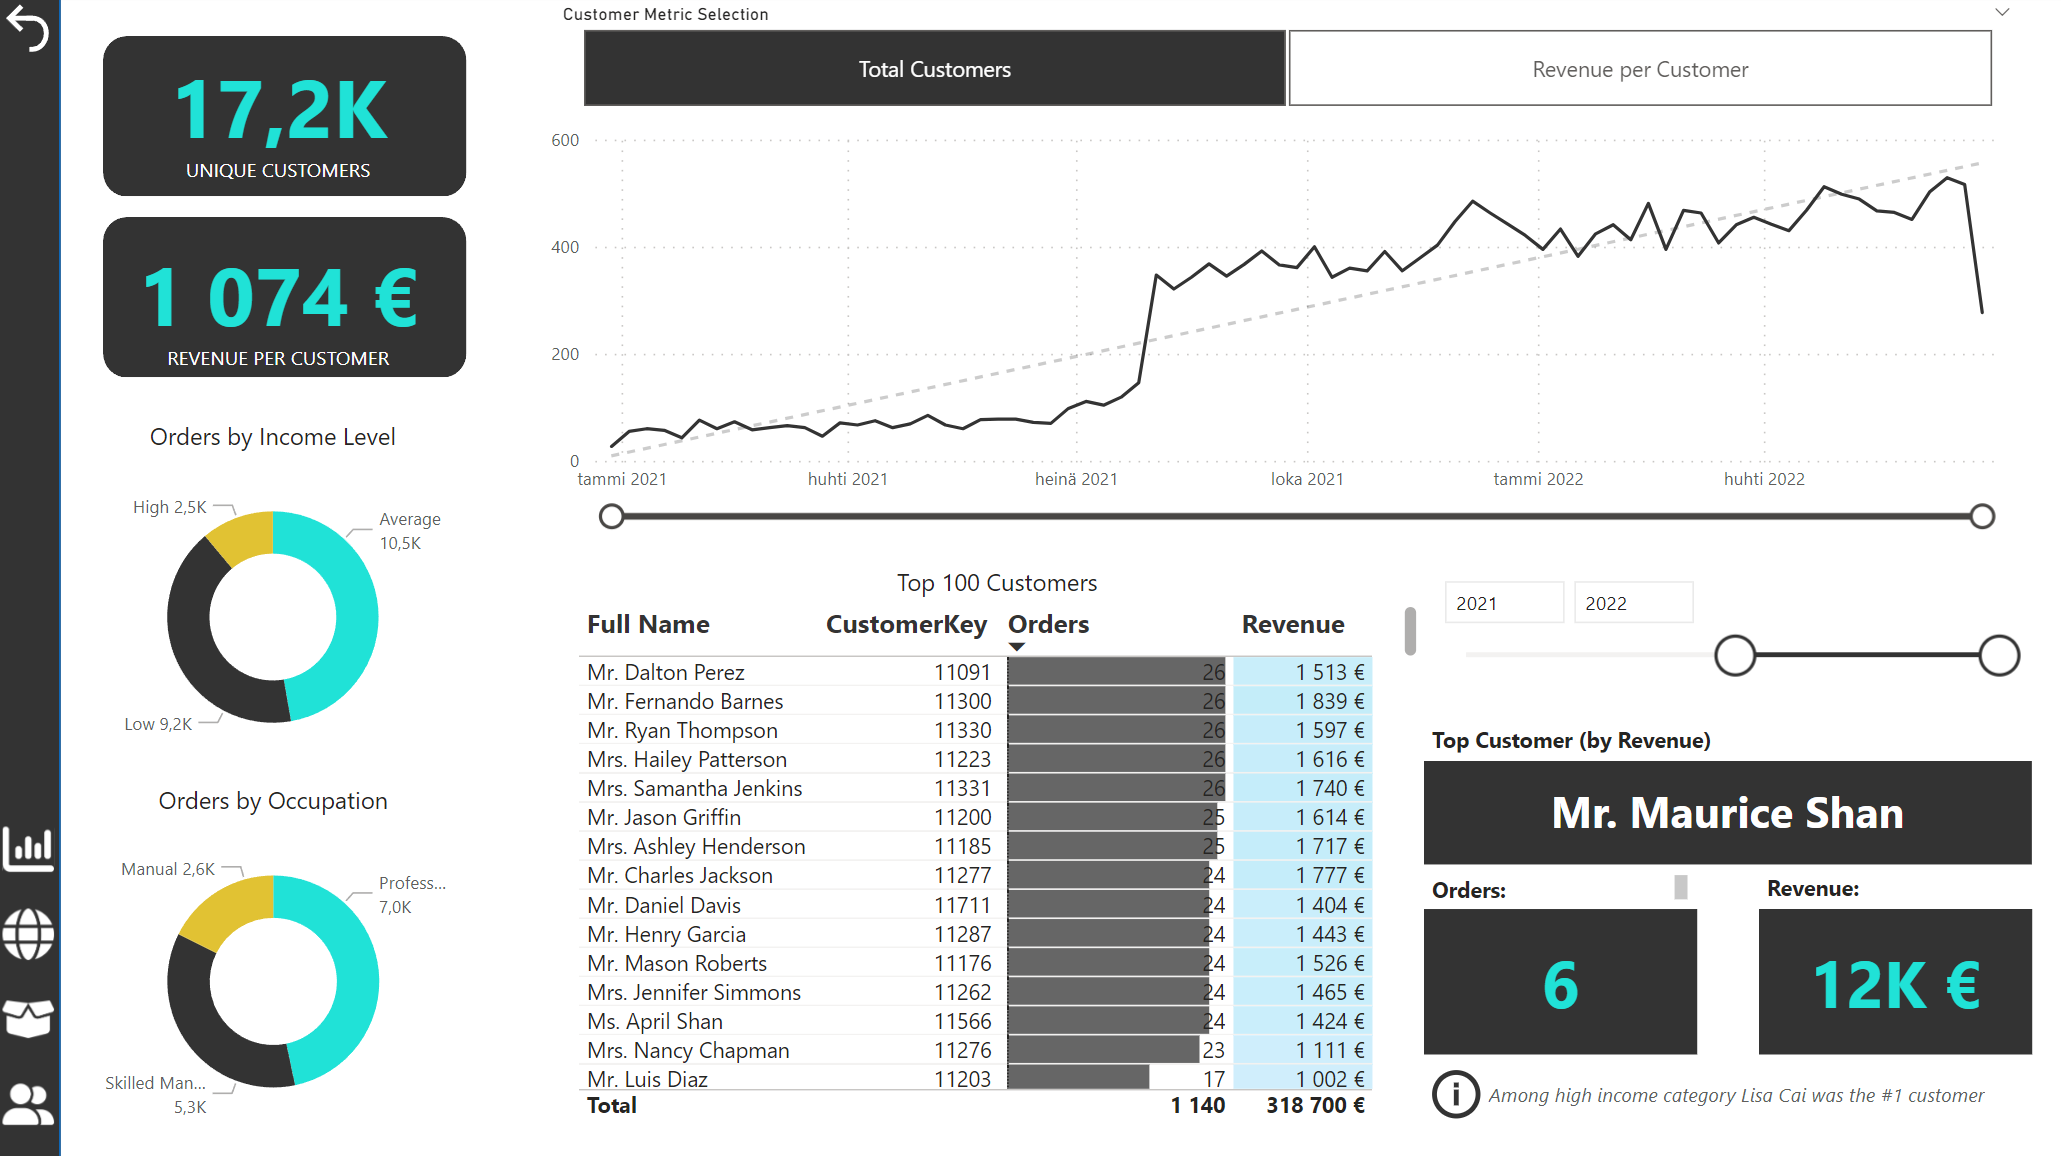 Customer Metric Selection
Total Customers
Revenue per Customer
17,2K
UNIQUE CUSTOMERS
1 074 €
REVENUE PER CUSTOMER
600
400
200
0
tammi 2021
huhti 2021
heinä 2021
loka 2021
tammi 2022
huhti 2022
Orders by Income Level
High 2,5K
Average
10,5K
Low 9,2K
Orders by Occupation
Manual 2,6K
Profess...
7,0K
Skilled Man...
5,3K
Top 100 Customers
Full Name CustomerKey Orders Revenue
Mr. Dalton Perez 11091 26 1 513 €
Mr. Fernando Barnes 11300 26 1 839 €
Mr. Ryan Thompson 11330 26 1 597 €
Mrs. Hailey Patterson 11223 26 1 616 €
Mrs. Samantha Jenkins 11331 26 1 740 €
Mr. Jason Griffin 11200 25 1 614 €
Mrs. Ashley Henderson 11185 25 1 717 €
Mr. Charles Jackson 11277 24 1 777 €
Mr. Daniel Davis 11711 24 1 404 €
Mr. Henry Garcia 11287 24 1 443 €
Mr. Mason Roberts 11176 24 1 526 €
Mrs. Jennifer Simmons 11262 24 1 465 €
Ms. April Shan 11566 24 1 424 €
Mrs. Nancy Chapman 11276 23 1 111 €
Mr. Luis Diaz 11203 17 1 002 €
Total 1 140 318 700 €
2021
2022
Top Customer (by Revenue)
Mr. Maurice Shan
Orders:
6
Revenue:
12K €
Among high income category Lisa Cai was the #1 customer